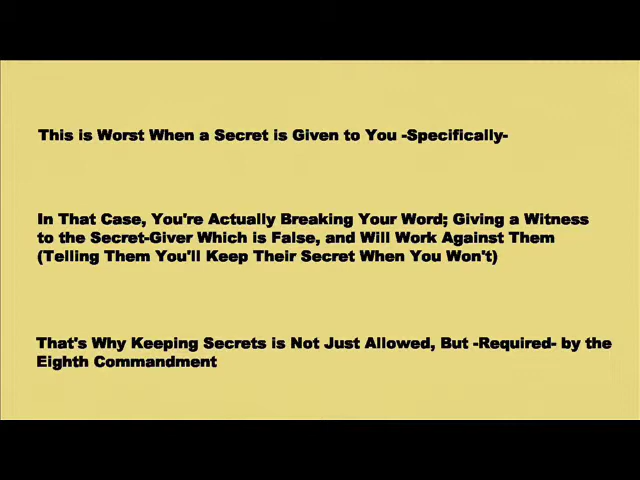 This is Worst When a Secret is Given to You -Specifically-
In That Case, You're Actually Breaking Your Word; Giving a Witness
to the Secret-Giver Which is False, and Will Work Against Them
(Telling Them You'll Keep Their Secret When You Won't)
That's Why Keeping Secrets is Not Just Allowed, But -Required- by the
Eighth Commandment